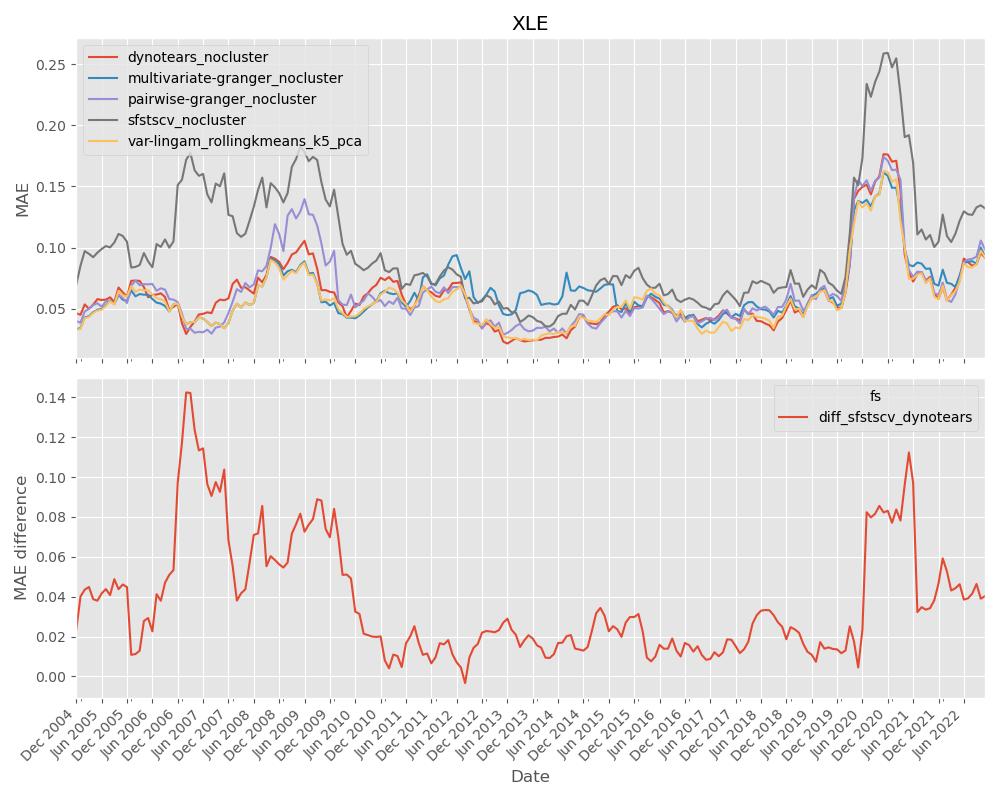 XLE
MAE
0.25
0.20
0.15
0.10
0.05
dynotears_nocluster
multivariate-granger_nocluster
pairwise-granger_nocluster
sfstscv_nocluster
var-lingam_rollingkmeans_k5_pca
MAE difference
0.14
0.12
0.10
0.08
0.06
0.04
0.02
0.00
fs
diff_sfstscv_dynotears
Dec 2004
Jun 2005
Dec 2005
Jun 2006
Dec 2006
Jun 2007
Dec 2007
Jun 2008
Dec 2008
Jun 2009
Dec 2009
Jun 2010
Dec 2010
Jun 2011
Dec 2011
Jun 2012
Dec 2012
Jun 2013
Dec 2013
Jun 2014
Dec 2014
Jun 2015
Dec 2015
Jun 2016
Dec 2016
Jun 2017
Dec 2017
Jun 2018
Dec 2018
Jun 2019
Dec 2019
Jun 2020
Dec 2020
Jun 2021
Dec 2021
Jun 2022
Date